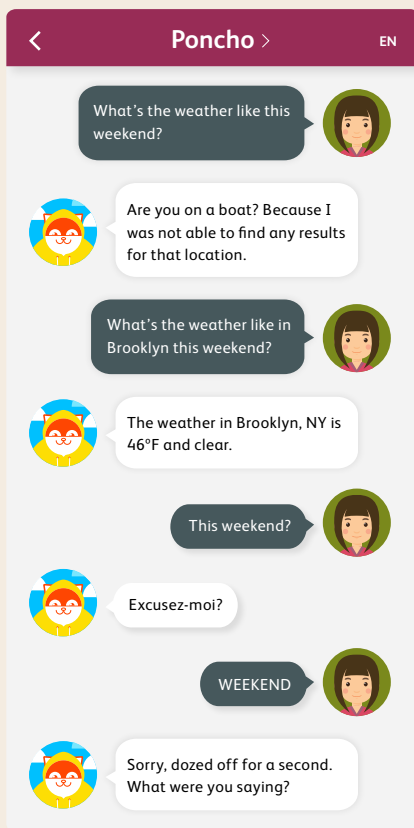 Poncho
EN
What’s the weather like this
weekend?
Are you on a boat? Because I
was not able to find any results
for that location.
What’s the weather like in
Brooklyn this weekend?
The weather in Brooklyn, NY is
46°F and clear.
This weekend?
Excusez-moi?
WEEKEND
Sorry, dozed off for a second.
What were you saying?